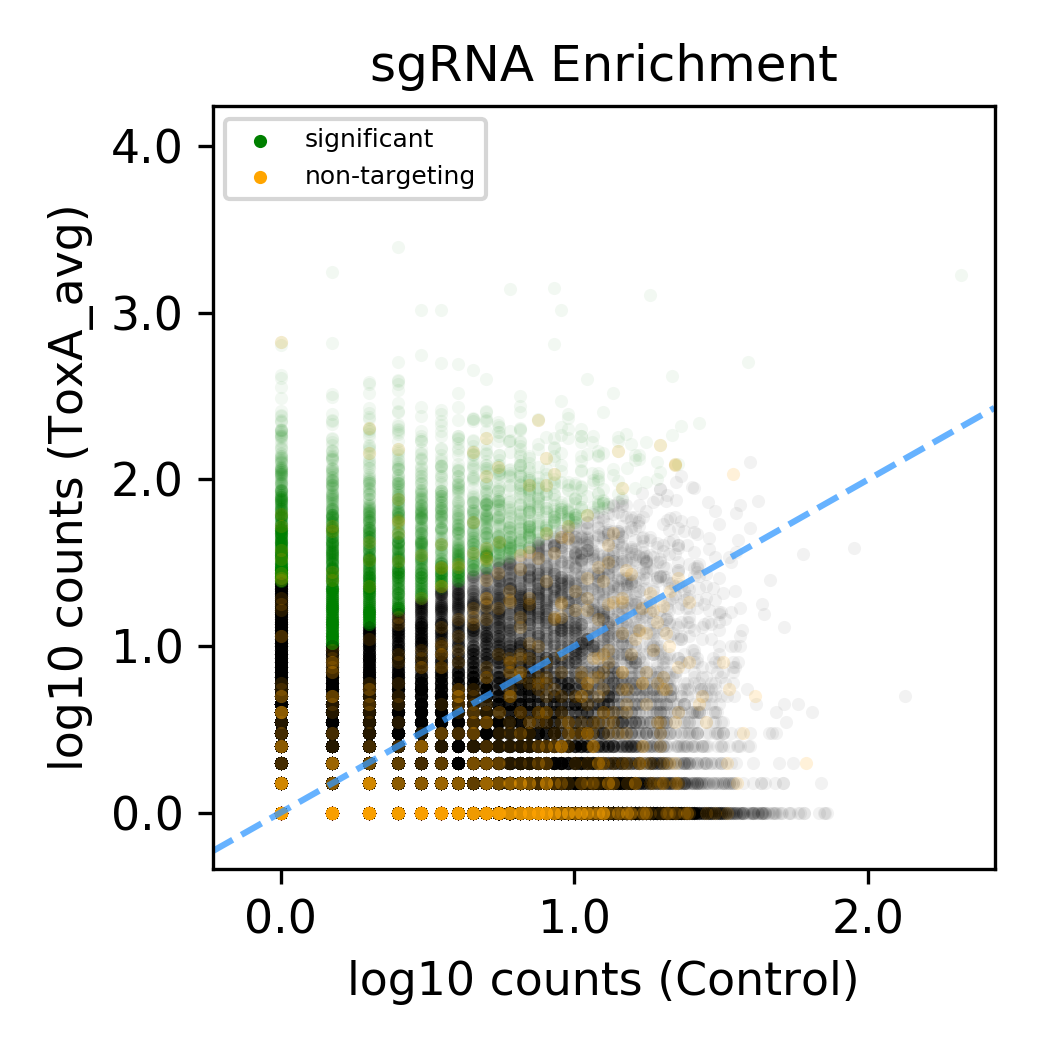 sgRNA Enrichment
significant
non-targeting
4.0
3.0
2.0
1.0
0.0
log10 counts (ToxA_avg)
0.0 1.0 2.0
log10 counts (Control)